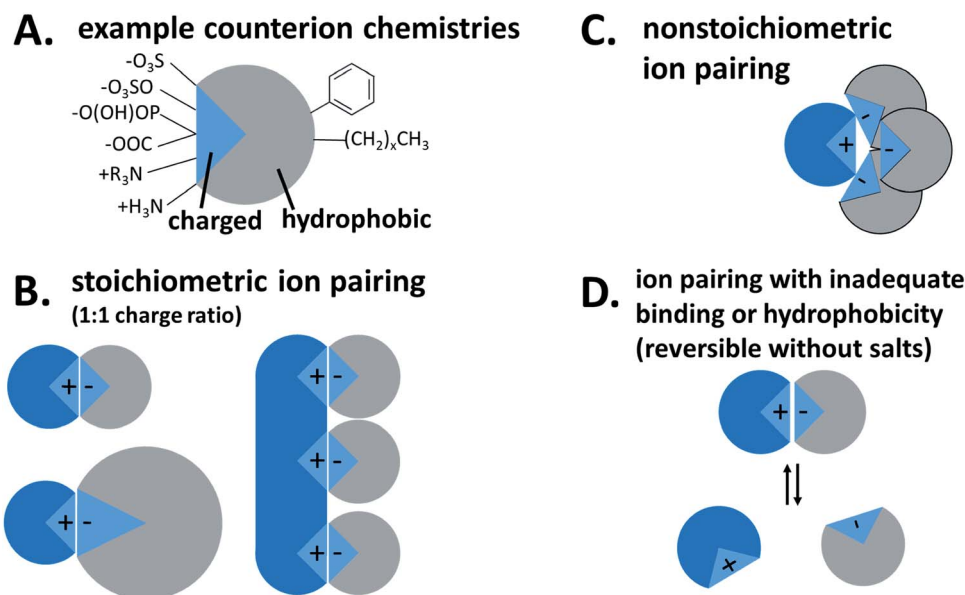 A. example counterion chemistries
-O₃S
-O₃SO
-O(OH)OP
-OOC
+R₃N
+H₃N
(CH₂)ₓCH₃
charged
hydrophobic
B. stoichiometric ion pairing
(1:1 charge ratio)
+ -
+ -
+ -
+ -
+ -
C. nonstoichiometric
ion pairing
-
+ -
-
D. ion pairing with inadequate
binding or hydrophobicity
(reversible without salts)
+ -
+ -